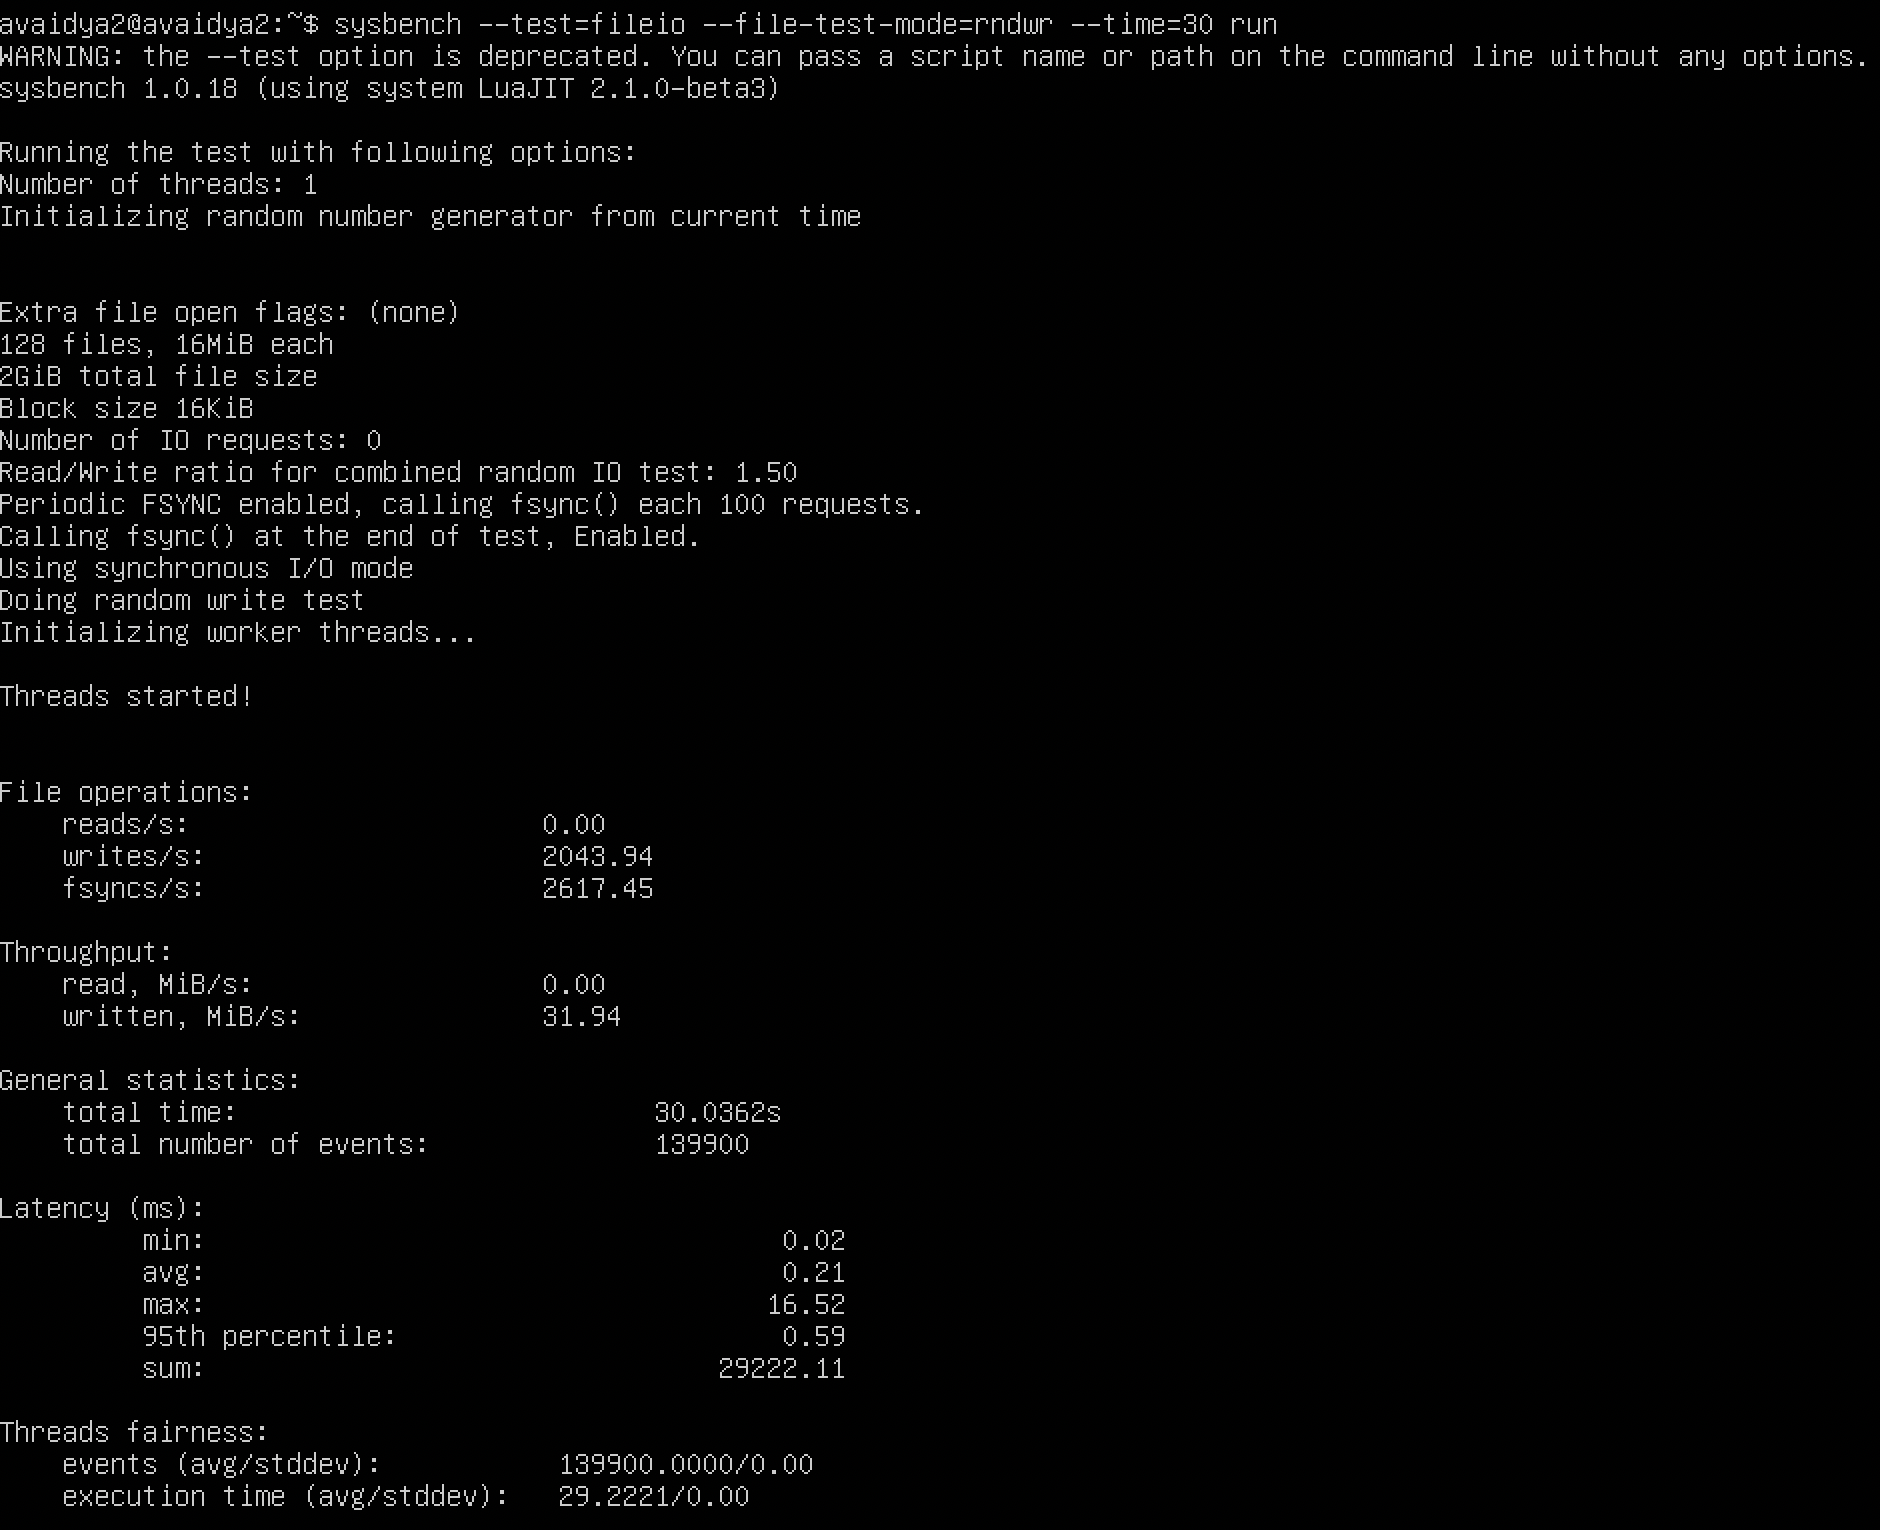 avaidya2@avaidya2:~$ sysbench --test=fileio --file-test-mode=rndwr --time=30 run
WARNING: the --test option is deprecated. You can pass a script name or path on the command line without any options.
sysbench 1.0.18 (using system LuaJIT 2.1.0-beta3)
Running the test with following options:
Number of threads: 1
Initializing random number generator from current time
Extra file open flags: (none)
128 files, 16MiB each
2GiB total file size
Block size 16KiB
Number of IO requests: 0
Read/Write ratio for combined random IO test: 1.50
Periodic FSYNC enabled, calling fsync() each 100 requests.
Calling fsync() at the end of test, Enabled.
Using synchronous I/O mode
Doing random write test
Initializing worker threads...
Threads started!
File operations:
reads/s: 0.00
writes/s: 2043.94
fsyncs/s: 2617.45
Throughput:
read, MiB/s: 0.00
written, MiB/s: 31.94
General statistics:
total time: 30.0362s
total number of events: 139900
Latency (ms):
min: 0.02
avg: 0.21
max: 16.52
95th percentile: 0.59
sum: 29222.11
Threads fairness:
events (avg/stddev): 139900.0000/0.00
execution time (avg/stddev): 29.2221/0.00